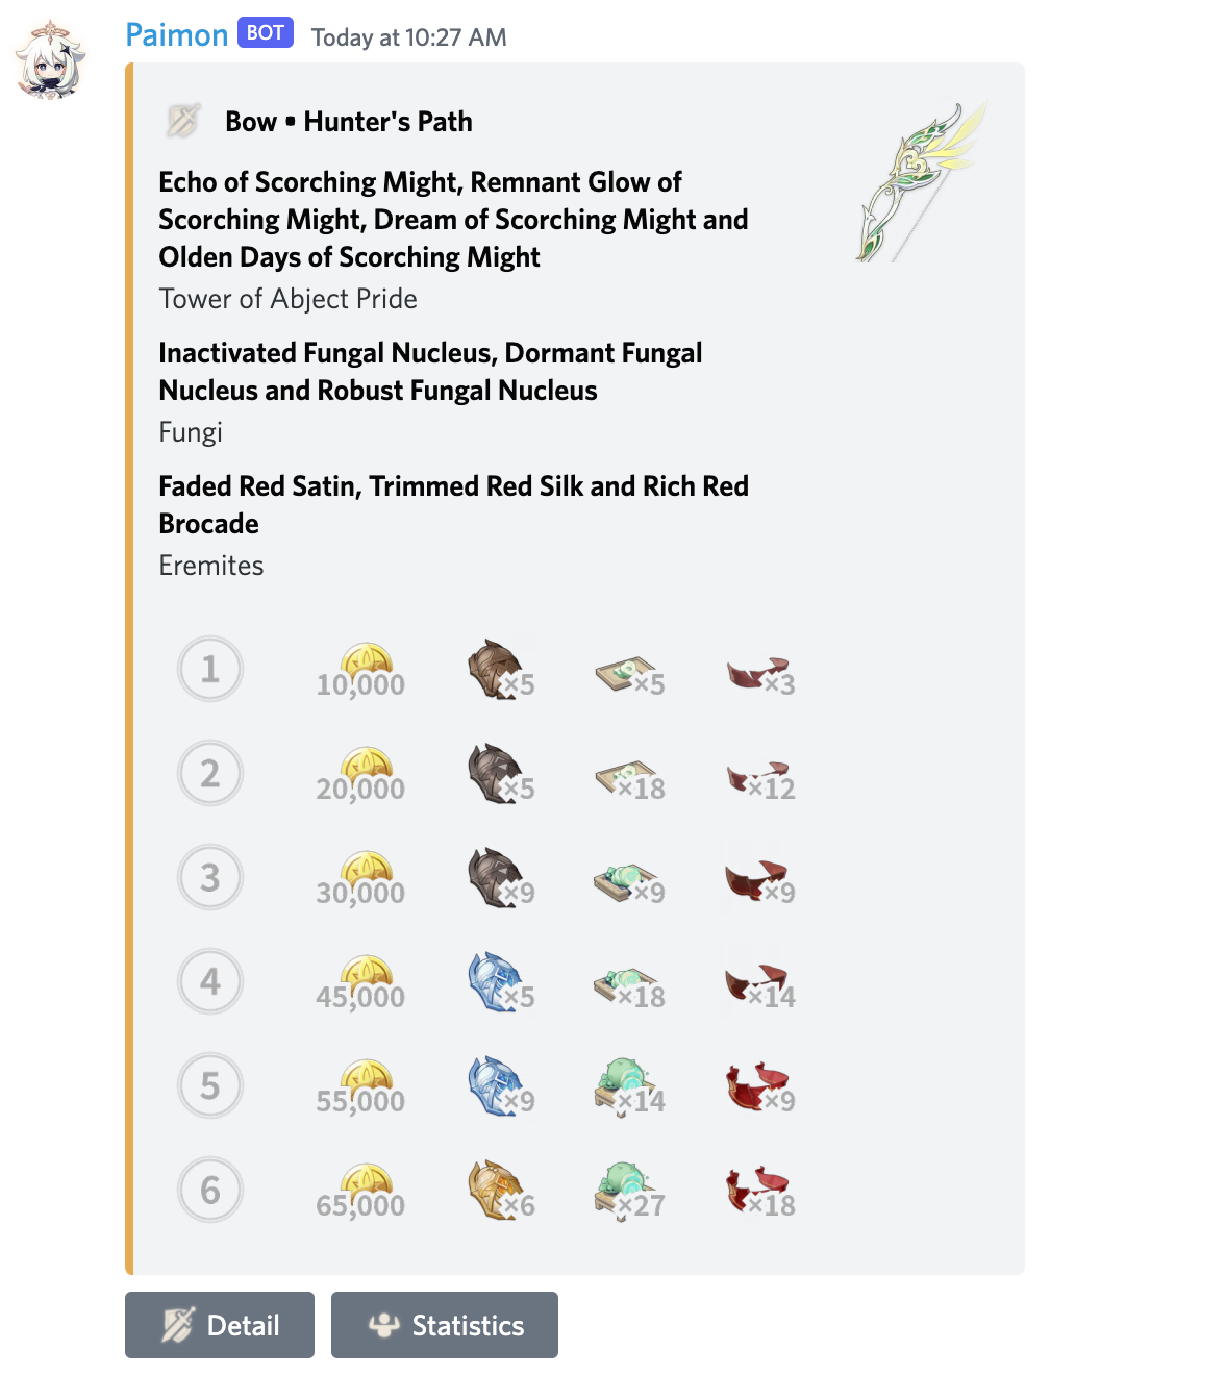 Paimon BOT Today at 10:27 AM
Bow • Hunter's Path
Echo of Scorching Might, Remnant Glow of
Scorching Might, Dream of Scorching Might and
Olden Days of Scorching Might
Tower of Abject Pride
Inactivated Fungal Nucleus, Dormant Fungal
Nucleus and Robust Fungal Nucleus
Fungi
Faded Red Satin, Trimmed Red Silk and Rich Red
Brocade
Eremites
1 10,000 ×5 ×5 ×3
2 20,000 ×5 ×18 ×12
3 30,000 ×9 ×9 ×9
4 45,000 ×5 ×18 ×14
5 55,000 ×9 ×14 ×9
6 65,000 ×6 ×27 ×18
Detail Statistics